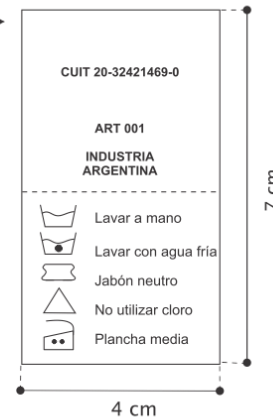 CUIT 20-32421469-0
ART 001
INDUSTRIA
ARGENTINA
Lavar a mano
Lavar con agua fría
Jabón neutro
No utilizar cloro
Plancha media
7 cm
4 cm